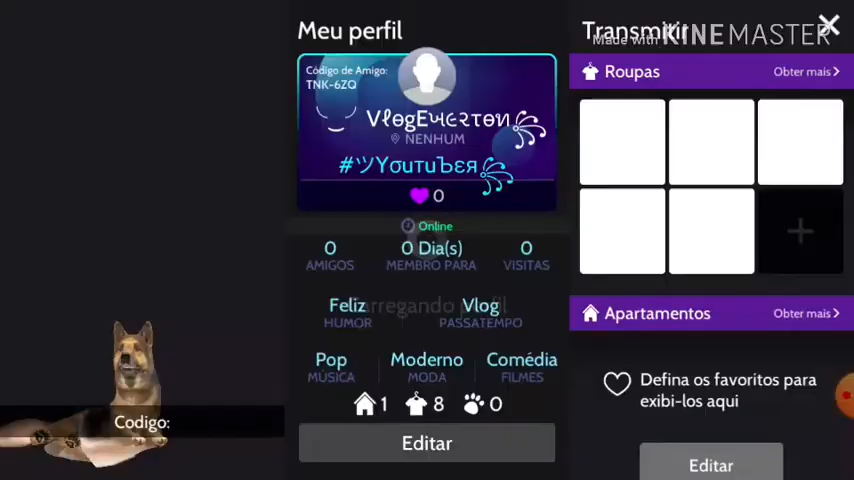 Meu perfil
Código de Amigo:
TNK-6ZQ
NENHUM
0
Online
0
AMIGOS
0 Dia(s)
MEMBRO PARA
0
VISITAS
Carregando perfil
Feliz
HUMOR
Vlog
PASSATEMPO
Pop
MÚSICA
Moderno
MODA
Comédia
FILMES
1
8
0
Editar
Codigo:
Transmitir
Made with KINEMASTER
Roupas
Obter mais
Apartamentos
Obter mais
Defina os favoritos para
exibi-los aqui
Editar